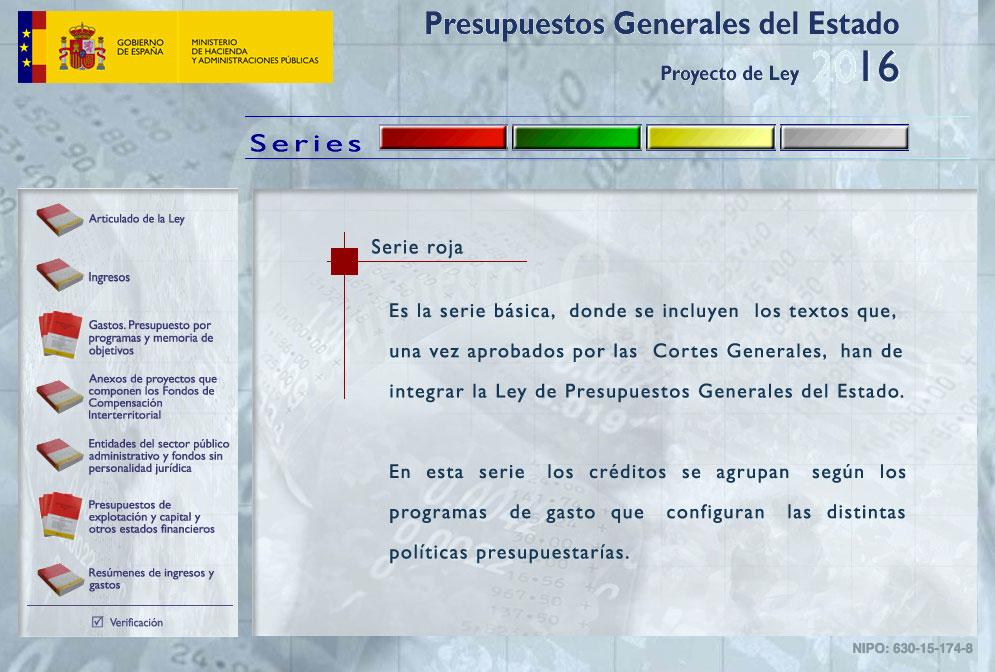 GOBIERNO
DE ESPAÑA
MINISTERIO
DE HACIENDA
Y ADMINISTRACIONES PÚBLICAS
Presupuestos Generales del Estado
Proyecto de Ley 2016
Series
Articulado de la Ley
Ingresos
Gastos. Presupuesto por
programas y memoria de
objetivos
Anexos de proyectos que
componen los Fondos de
Compensación
Interterritorial
Entidades del sector público
administrativo y fondos sin
personalidad jurídica
Presupuestos de
explotación y capital y
otros estados financieros
Resúmenes de ingresos y
gastos
Verificación
Serie roja
Es la serie básica, donde se incluyen los textos que,
una vez aprobados por las Cortes Generales, han de
integrar la Ley de Presupuestos Generales del Estado.
En esta serie los créditos se agrupan según los
programas de gasto que configuran las distintas
políticas presupuestarías.
NIPO: 630-15-174-8